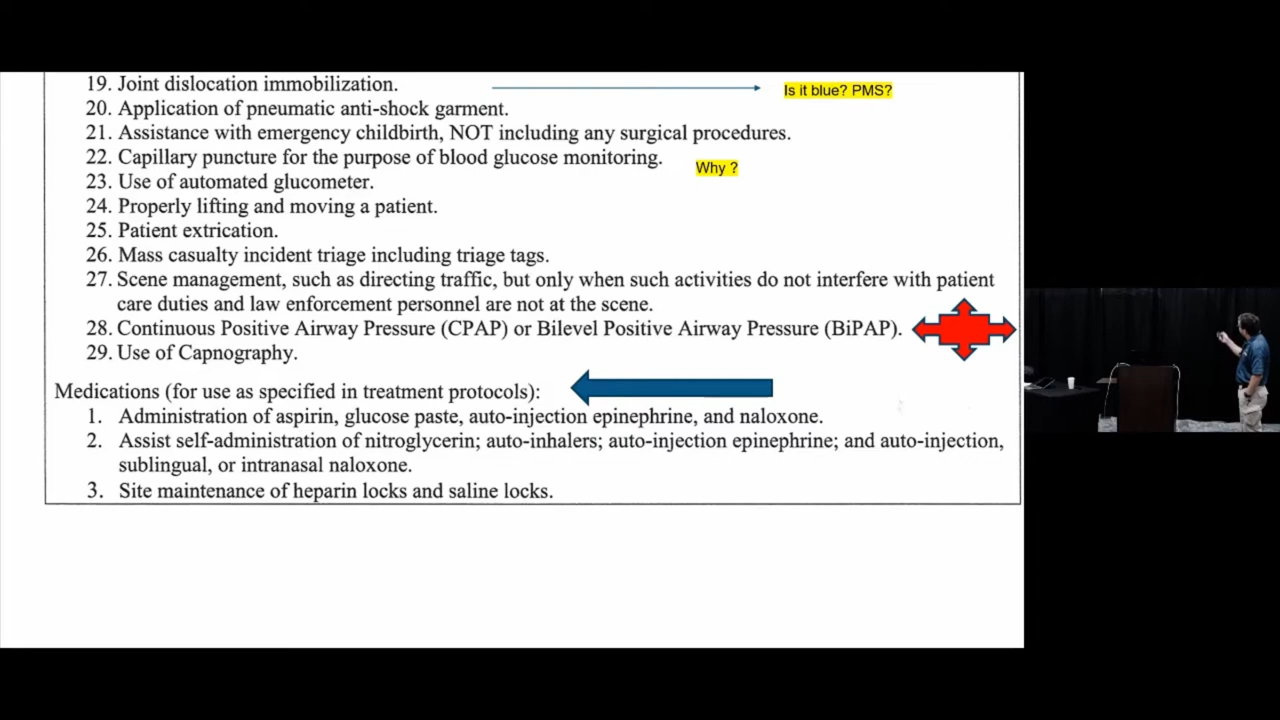 19. Joint dislocation immobilization.
Is it blue? PMS?
20. Application of pneumatic anti-shock garment.
21. Assistance with emergency childbirth, NOT including any surgical procedures.
22. Capillary puncture for the purpose of blood glucose monitoring.
Why ?
23. Use of automated glucometer.
24. Properly lifting and moving a patient.
25. Patient extrication.
26. Mass casualty incident triage including triage tags.
27. Scene management, such as directing traffic, but only when such activities do not interfere with patient
care duties and law enforcement personnel are not at the scene.
28. Continuous Positive Airway Pressure (CPAP) or Bilevel Positive Airway Pressure (BiPAP).
29. Use of Capnography.
Medications (for use as specified in treatment protocols):
1. Administration of aspirin, glucose paste, auto-injection epinephrine, and naloxone.
2. Assist self-administration of nitroglycerin; auto-inhalers; auto-injection epinephrine; and auto-injection,
sublingual, or intranasal naloxone.
3. Site maintenance of heparin locks and saline locks.